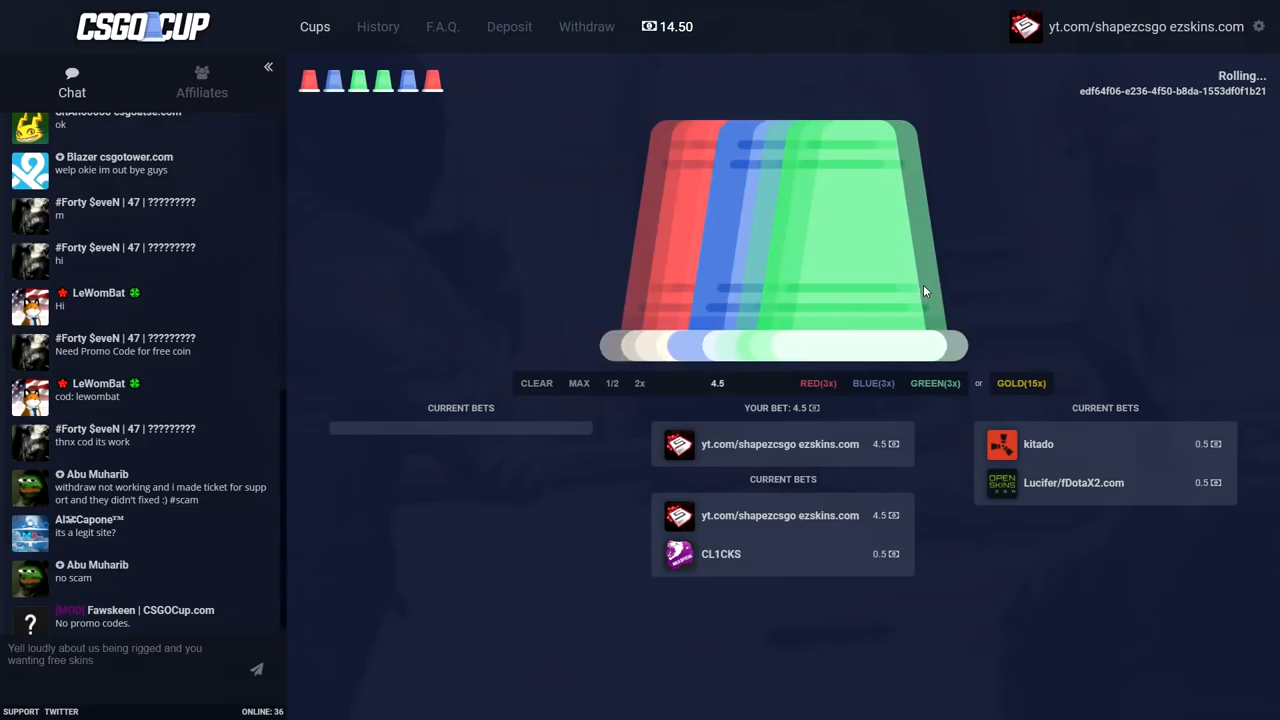 CSGO CUP
Cups
History
F.A.Q.
Deposit
Withdraw
14.50
yt.com/shapezcsgo ezskins.com
Chat
Affiliates
ok
Blazer csgotower.com
welp okie im out bye guys
#Forty $eveN | 47 | ?????????
m
#Forty $eveN | 47 | ?????????
hi
LeWomBat
Hi
#Forty $eveN | 47 | ?????????
Need Promo Code for free coin
LeWomBat
cod: lewombat
#Forty $eveN | 47 | ?????????
thnx cod its work
Abu Muharib
withdraw not working and i made ticket for supp
ort and they didn't fixed :) #scam
Al☠Capone™
its a legit site?
Abu Muharib
no scam
[MOD] Fawskeen | CSGOCup.com
No promo codes.
Yell loudly about us being rigged and you
wanting free skins
SUPPORT TWITTER
ONLINE: 36
Rolling...
edf64f06-e236-4f50-b8da-1553df0f1b21
CLEAR
MAX
1/2
2x
4.5
RED(3x)
BLUE(3x)
GREEN(3x)
or
GOLD(15x)
CURRENT BETS
YOUR BET: 4.5
yt.com/shapezcsgo ezskins.com 4.5
CURRENT BETS
yt.com/shapezcsgo ezskins.com 4.5
CL1CKS 0.5
CURRENT BETS
kitado 0.5
Lucifer/fDotaX2.com 0.5